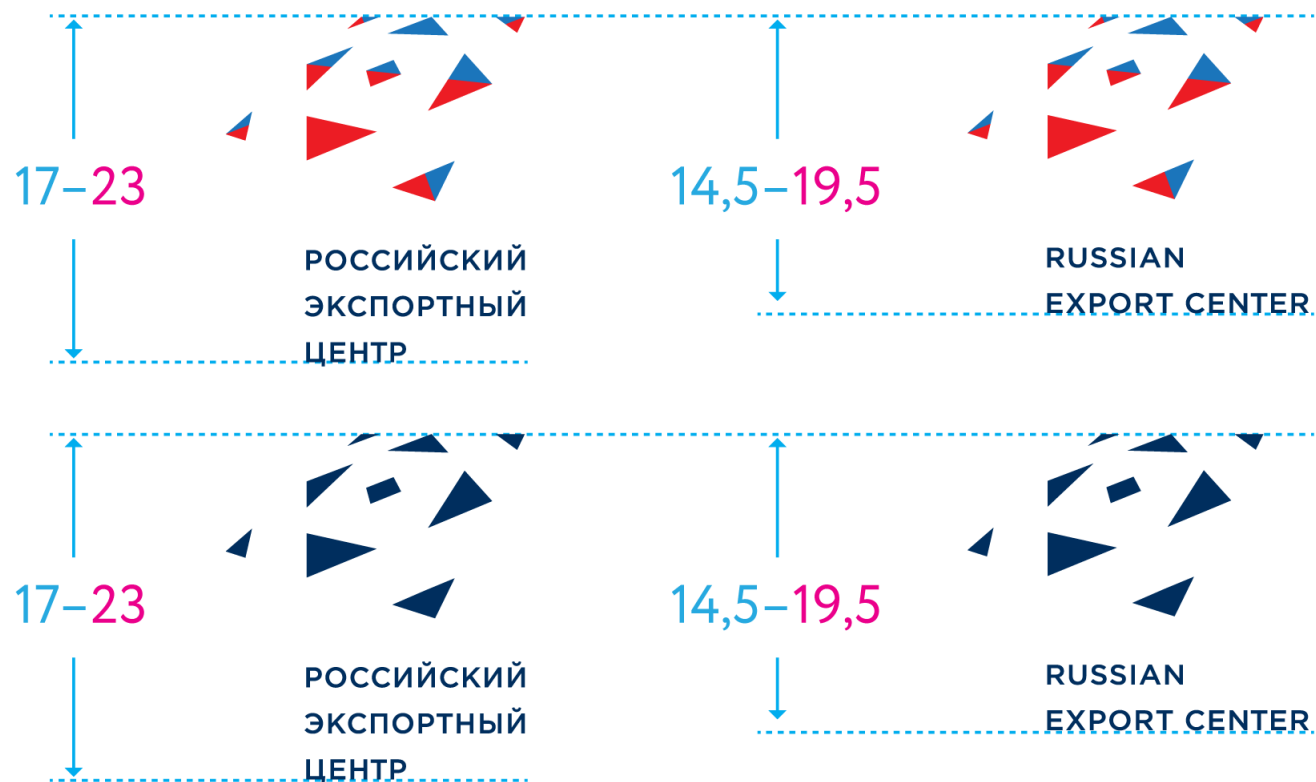 17–23
РОССИЙСКИЙ
ЭКСПОРТНЫЙ
ЦЕНТР
14,5–19,5
RUSSIAN
EXPORT CENTER
17–23
РОССИЙСКИЙ
ЭКСПОРТНЫЙ
ЦЕНТР
14,5–19,5
RUSSIAN
EXPORT CENTER